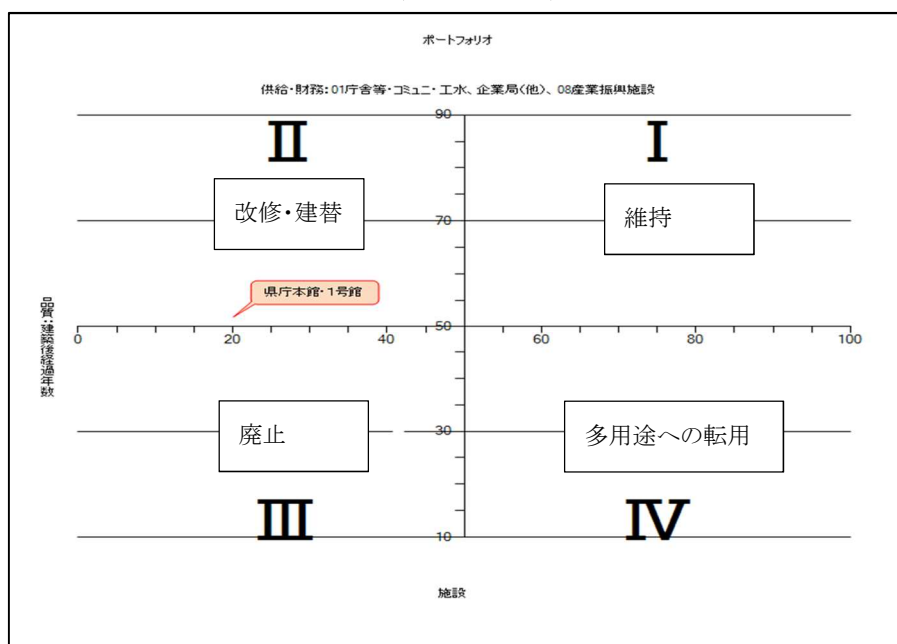 ポートフォリオ
供給・財務:01庁舎等・コミュニ・工水、企業局(他)、08産業振興施設
90
Ⅱ
Ⅰ
改修・建替
維持
70
県庁本館・1号館
品質:建築後経過年数
50
0
20
40
60
80
100
廃止
多用途への転用
30
Ⅲ
Ⅳ
10
施設